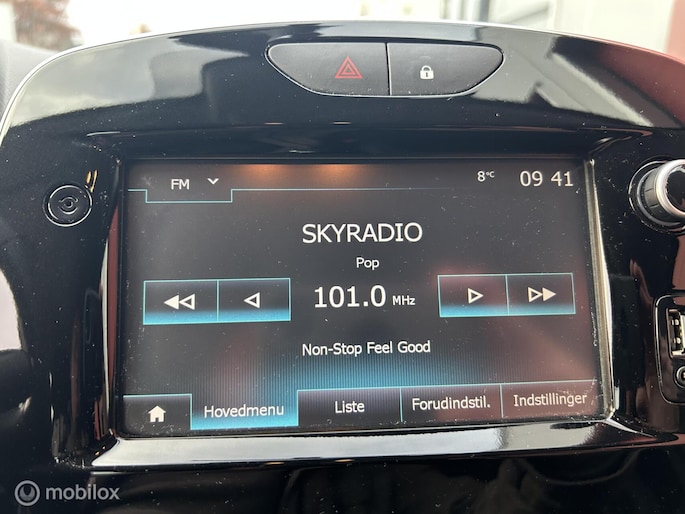 FM 8°C 09 41
SKYRADIO
Pop
101.0 MHz
Non-Stop Feel Good
Hovedmenu Liste Forudindstil. Indstillinger
mobilox